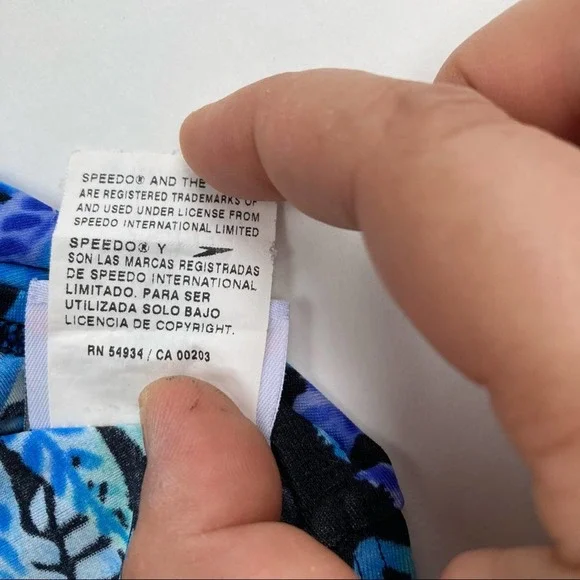 SPEEDO® AND THE
ARE REGISTERED TRADEMARKS OF
AND USED UNDER LICENSE FROM
SPEEDO INTERNATIONAL LIMITED
SPEEDO® Y
SON LAS MARCAS REGISTRADAS
DE SPEEDO INTERNATIONAL
LIMITADO. PARA SER
UTILIZADA SOLO BAJO
LICENCIA DE COPYRIGHT.
RN 54934 / CA 00203